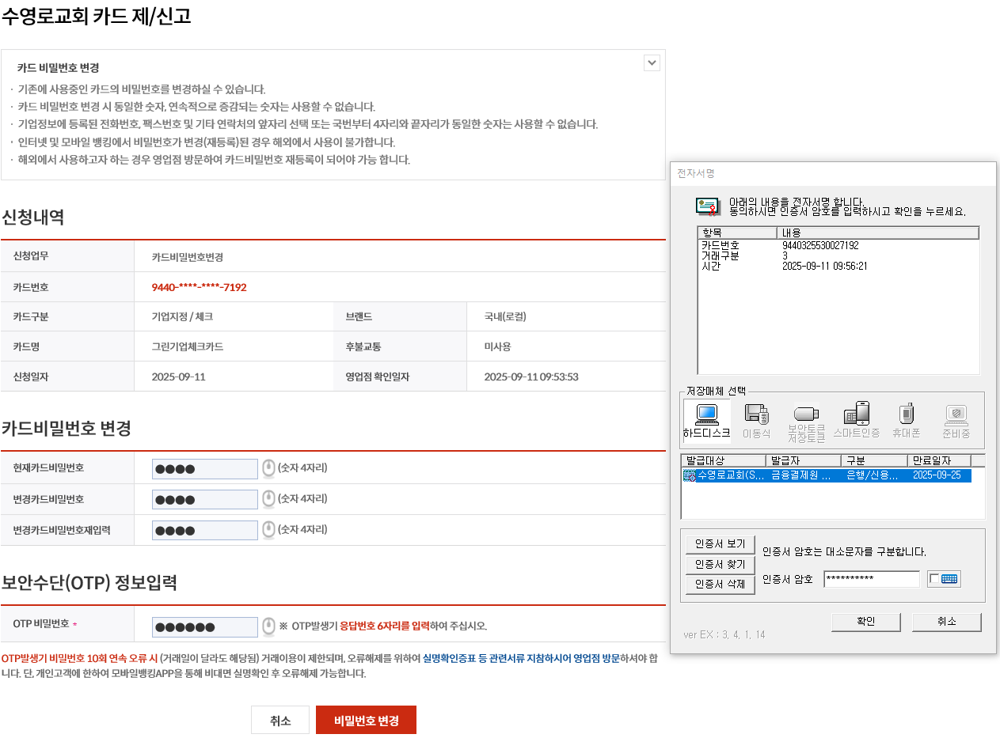 수영로교회 카드 제/신고
카드 비밀번호 변경
· 기존에 사용중인 카드의 비밀번호를 변경하실 수 있습니다.
· 카드 비밀번호 변경 시 동일한 숫자, 연속적으로 증감되는 숫자는 사용할 수 없습니다.
· 기업정보에 등록된 전화번호, 팩스번호 및 기타 연락처의 앞자리 선택 또는 국번부터 4자리와 끝자리가 동일한 숫자는 사용할 수 없습니다.
· 인터넷 및 모바일 뱅킹에서 비밀번호가 변경(재등록)된 경우 해외에서 사용이 불가합니다.
· 해외에서 사용하고자 하는 경우 영업점 방문하여 카드비밀번호 재등록이 되어야 가능 합니다.
신청내역
신청업무 카드비밀번호변경
카드번호 9440-****-****-7192
카드구분 기업지정 / 체크 브랜드 국내(로컬)
카드명 그린기업체크카드 후불교통 미사용
신청일자 2025-09-11 영업점 확인일자 2025-09-11 09:53:53
카드비밀번호 변경
현재카드비밀번호 ●●●● (숫자 4자리)
변경카드비밀번호 ●●●● (숫자 4자리)
변경카드비밀번호재입력 ●●●● (숫자 4자리)
보안수단(OTP) 정보입력
OTP 비밀번호 * ●●●●●● ※ OTP발생기 응답번호 6자리를 입력하여 주십시오.
OTP발생기 비밀번호 10회 연속 오류 시 (거래일이 달라도 해당됨) 거래이용이 제한되며, 오류해제를 위하여 실명확인증표 등 관련서류 지참하시어 영업점 방문하셔야 합
니다. 단, 개인고객에 한하여 모바일뱅킹APP을 통해 비대면 실명확인 후 오류해제 가능합니다.
취소 비밀번호 변경
전자서명
아래의 내용을 전자서명 합니다.
동의하시면 인증서 암호를 입력하시고 확인을 누르세요.
항목 내용
카드번호 9440325530027192
거래구분 3
시간 2025-09-11 09:56:21
저장매체 선택
하드디스크 이동식 보안토큰 스마트인증 휴대폰 준비중
저장토큰
발급대상 발급자 구분 만료일자
수영로교회(S... 금융결제원 ... 은행/신용... 2025-09-25
인증서 보기
인증서 암호는 대소문자를 구분합니다.
인증서 찾기
인증서 암호 **********
인증서 삭제
확인 취소
ver EX : 3, 4, 1, 14